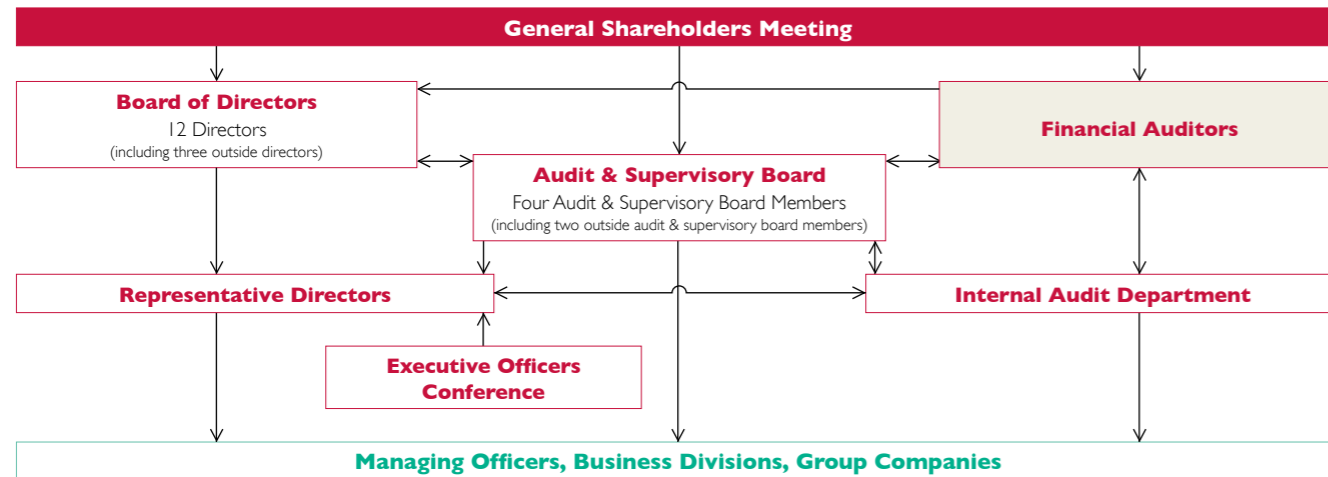 General Shareholders Meeting
Board of Directors
12 Directors
(including three outside directors)
Financial Auditors
Audit & Supervisory Board
Four Audit & Supervisory Board Members
(including two outside audit & supervisory board members)
Representative Directors
Internal Audit Department
Executive Officers
Conference
Managing Officers, Business Divisions, Group Companies